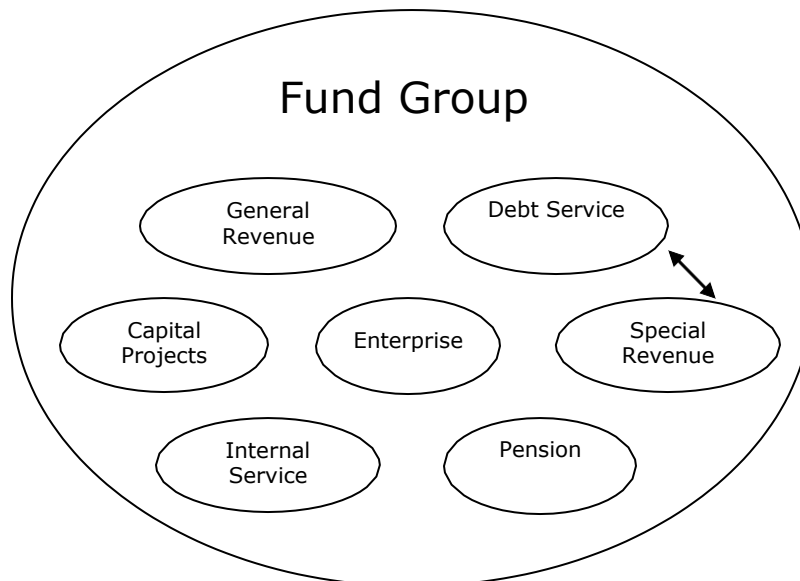 Fund Group
General
Revenue
Debt Service
Capital
Projects
Enterprise
Special
Revenue
Internal
Service
Pension